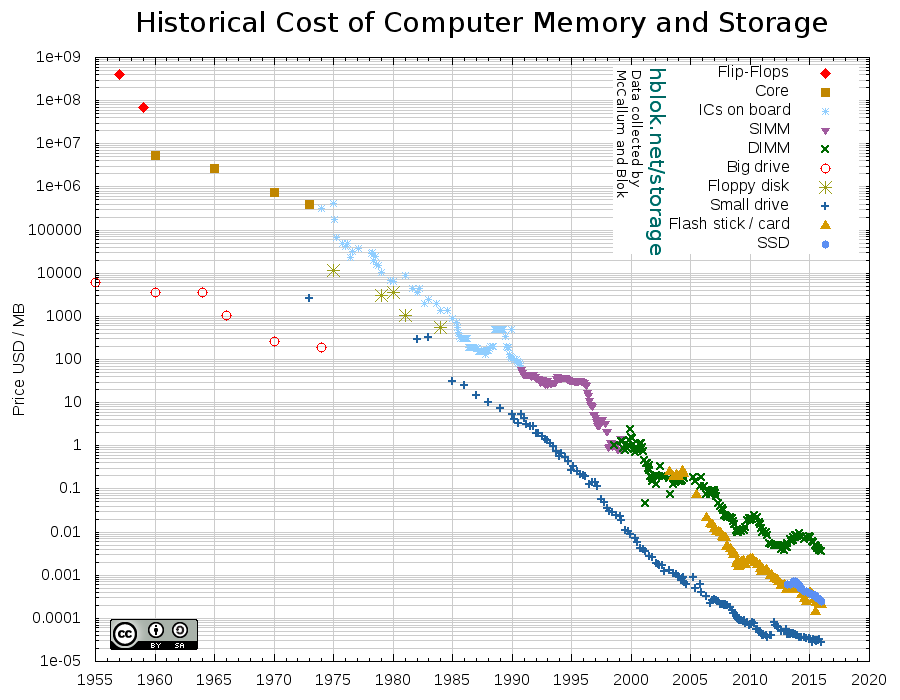 Historical Cost of Computer Memory and Storage
1e+09
1e+08
1e+07
1e+06
100000
10000
1000
100
10
1
0.1
0.01
0.001
0.0001
1e-05
Price USD / MB
1955
1960
1965
1970
1975
1980
1985
1990
1995
2000
2005
2010
2015
2020
Flip-Flops
Core
ICs on board
SIMM
DIMM
Big drive
Floppy disk
Small drive
Flash stick / card
SSD
hblok.net/storage
Data collected by
McCallum and Blok
cc
BY SA